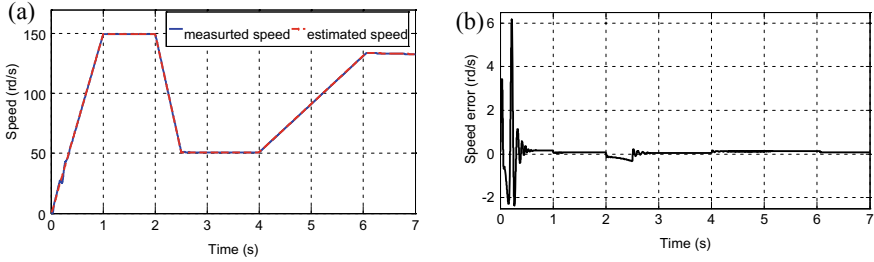 (a)
measurted speed estimated speed
150
100
50
0
Speed (rd/s)
0 1 2 3 4 5 6 7
Time (s)
(b)
6
4
2
0
-2
Speed error (rd/s)
0 1 2 3 4 5 6 7
Time (s)